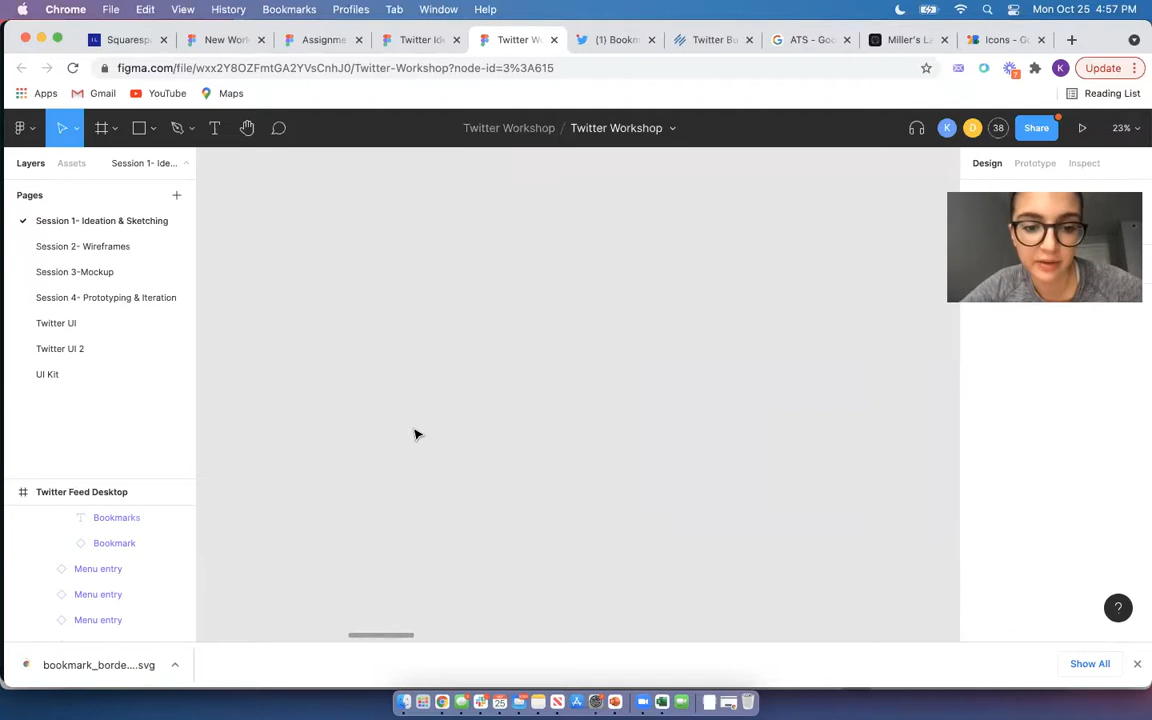 Chrome File Edit View History Bookmarks Profiles Tab Window Help Mon Oct 25 4:57 PM
Squaresp New Worl Assignme Twitter Id Twitter Wo (1) Bookm Twitter Bu ATS - Goo Miller's La Icons - Go
figma.com/file/wxx2Y8OZFmtGA2YVsCnhJ0/Twitter-Workshop?node-id=3%3A615 7 K Update
Apps Gmail YouTube Maps Reading List
Twitter Workshop / Twitter Workshop K D 38 Share 23%
Layers Assets Session 1- Ide... Design Prototype Inspect
Pages
Session 1- Ideation & Sketching
Session 2- Wireframes
Session 3-Mockup
Session 4- Prototyping & Iteration
Twitter UI
Twitter UI 2
UI Kit
Twitter Feed Desktop
Bookmarks
Bookmark
Menu entry
Menu entry
Menu entry
?
bookmark_borde....svg Show All